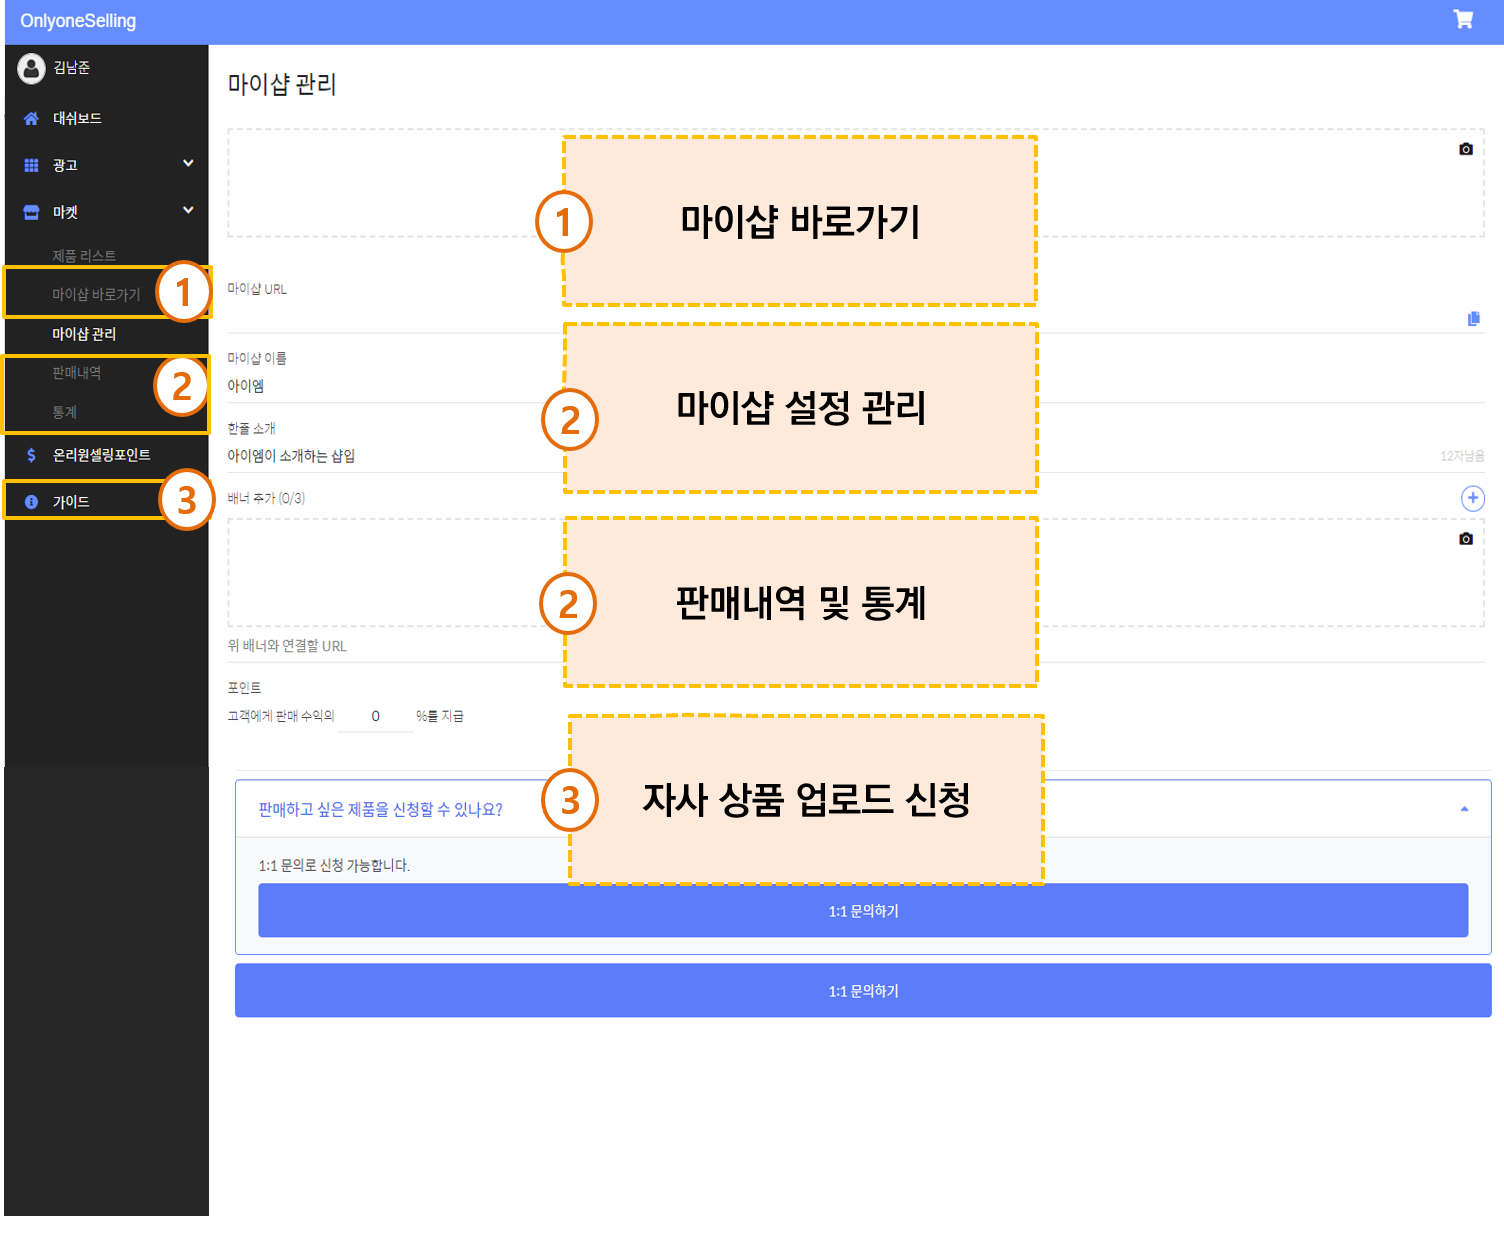 OnlyoneSelling
김남준
대쉬보드
광고
마켓
제품 리스트
마이샵 바로가기
1
마이샵 관리
판매내역
2
통계
온리원셀링포인트
가이드
3
마이샵 관리
1
마이샵 바로가기
마이샵 URL
마이샵 이름
아이엠
2
마이샵 설정 관리
한줄 소개
아이엠이 소개하는 샵입
12자남음
배너 추가 (0/3)
2
판매내역 및 통계
위 배너와 연결할 URL
포인트
고객에게 판매 수익의 0 %를 지급
3
자사 상품 업로드 신청
판매하고 싶은 제품을 신청할 수 있나요?
1:1 문의로 신청 가능합니다.
1:1 문의하기
1:1 문의하기